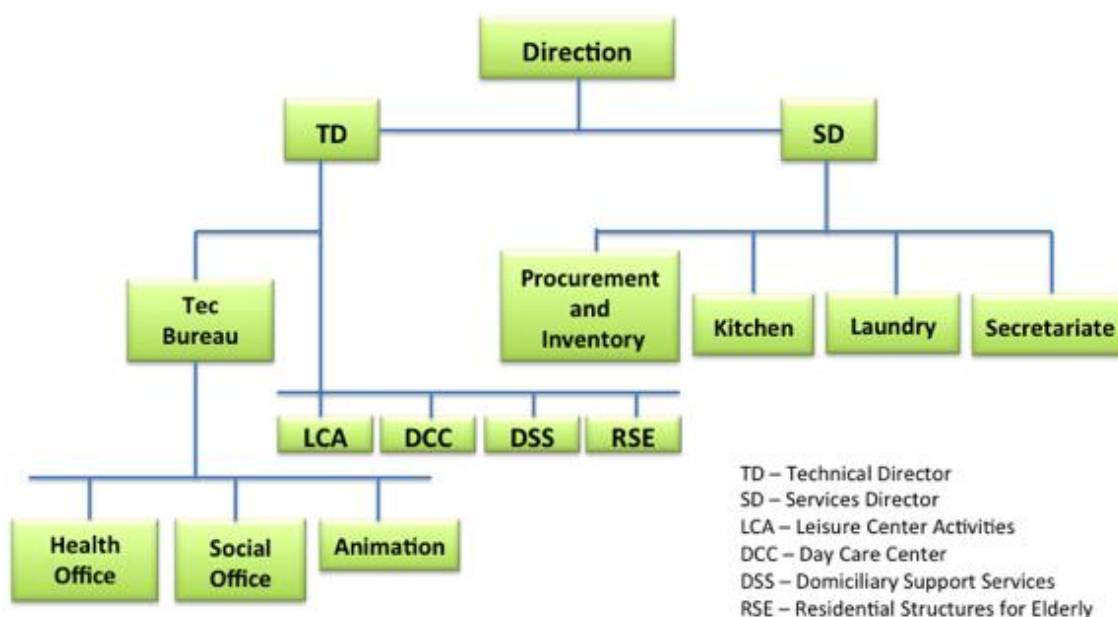 Direction
TD
SD
Tec
Bureau
Procurement
and
Inventory
Kitchen
Laundry
Secretariate
LCA
DCC
DSS
RSE
Health
Office
Social
Office
Animation
TD – Technical Director
SD – Services Director
LCA – Leisure Center Activities
DCC – Day Care Center
DSS – Domiciliary Support Services
RSE – Residential Structures for Elderly